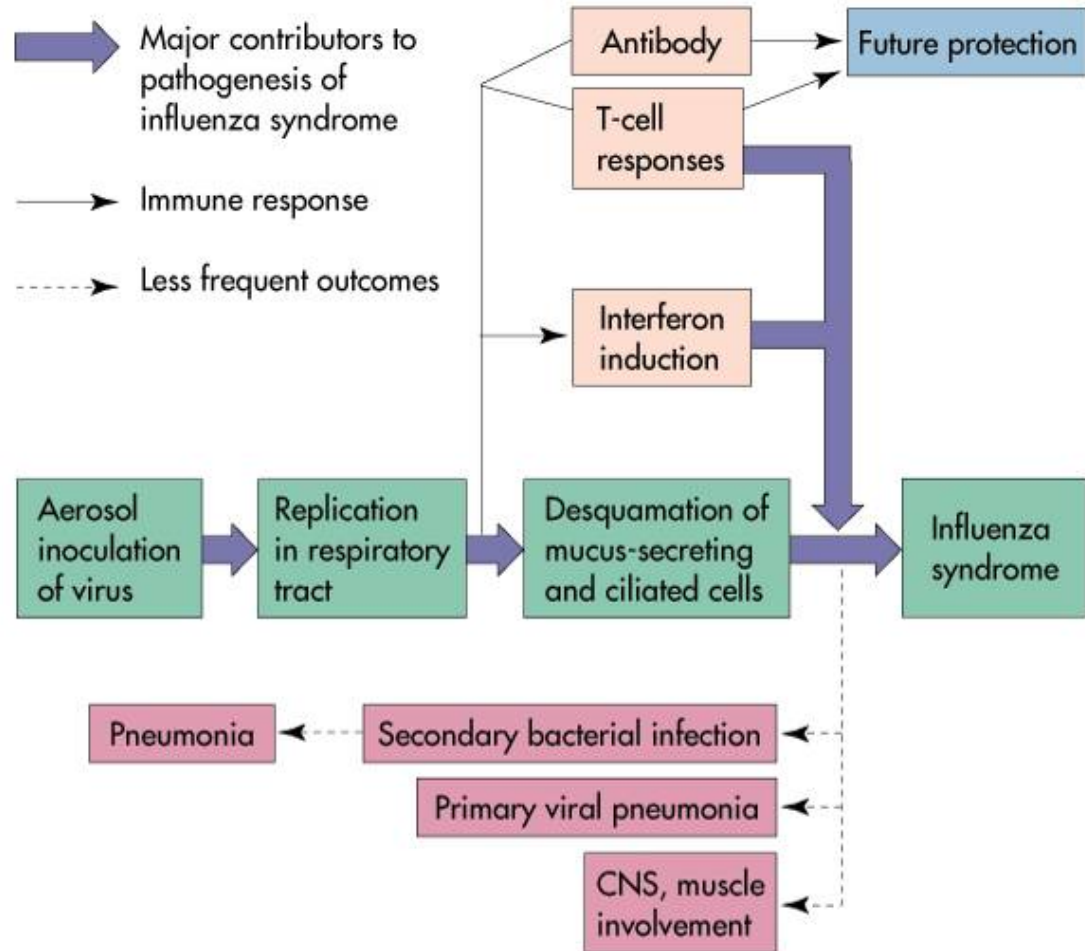 Major contributors to
pathogenesis of
influenza syndrome
Immune response
Less frequent outcomes
Antibody
Future protection
T-cell
responses
Interferon
induction
Aerosol
inoculation
of virus
Replication
in respiratory
tract
Desquamation of
mucus-secreting
and ciliated cells
Influenza
syndrome
Pneumonia
Secondary bacterial infection
Primary viral pneumonia
CNS, muscle
involvement